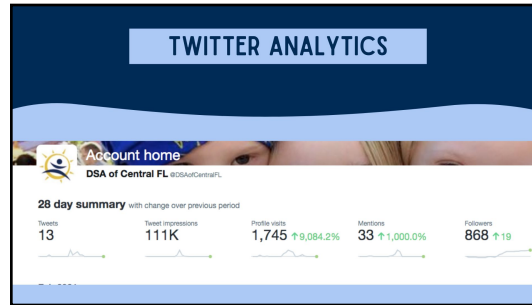 TWITTER ANALYTICS
Account home
DSA of Central FL @DSAofCentralFL
28 day summary with change over previous period
Tweets
Tweet impressions
Profile visits
Mentions
Followers
13
111K
1,745 ↑9,084.2%
33 ↑1,000.0%
868 ↑19